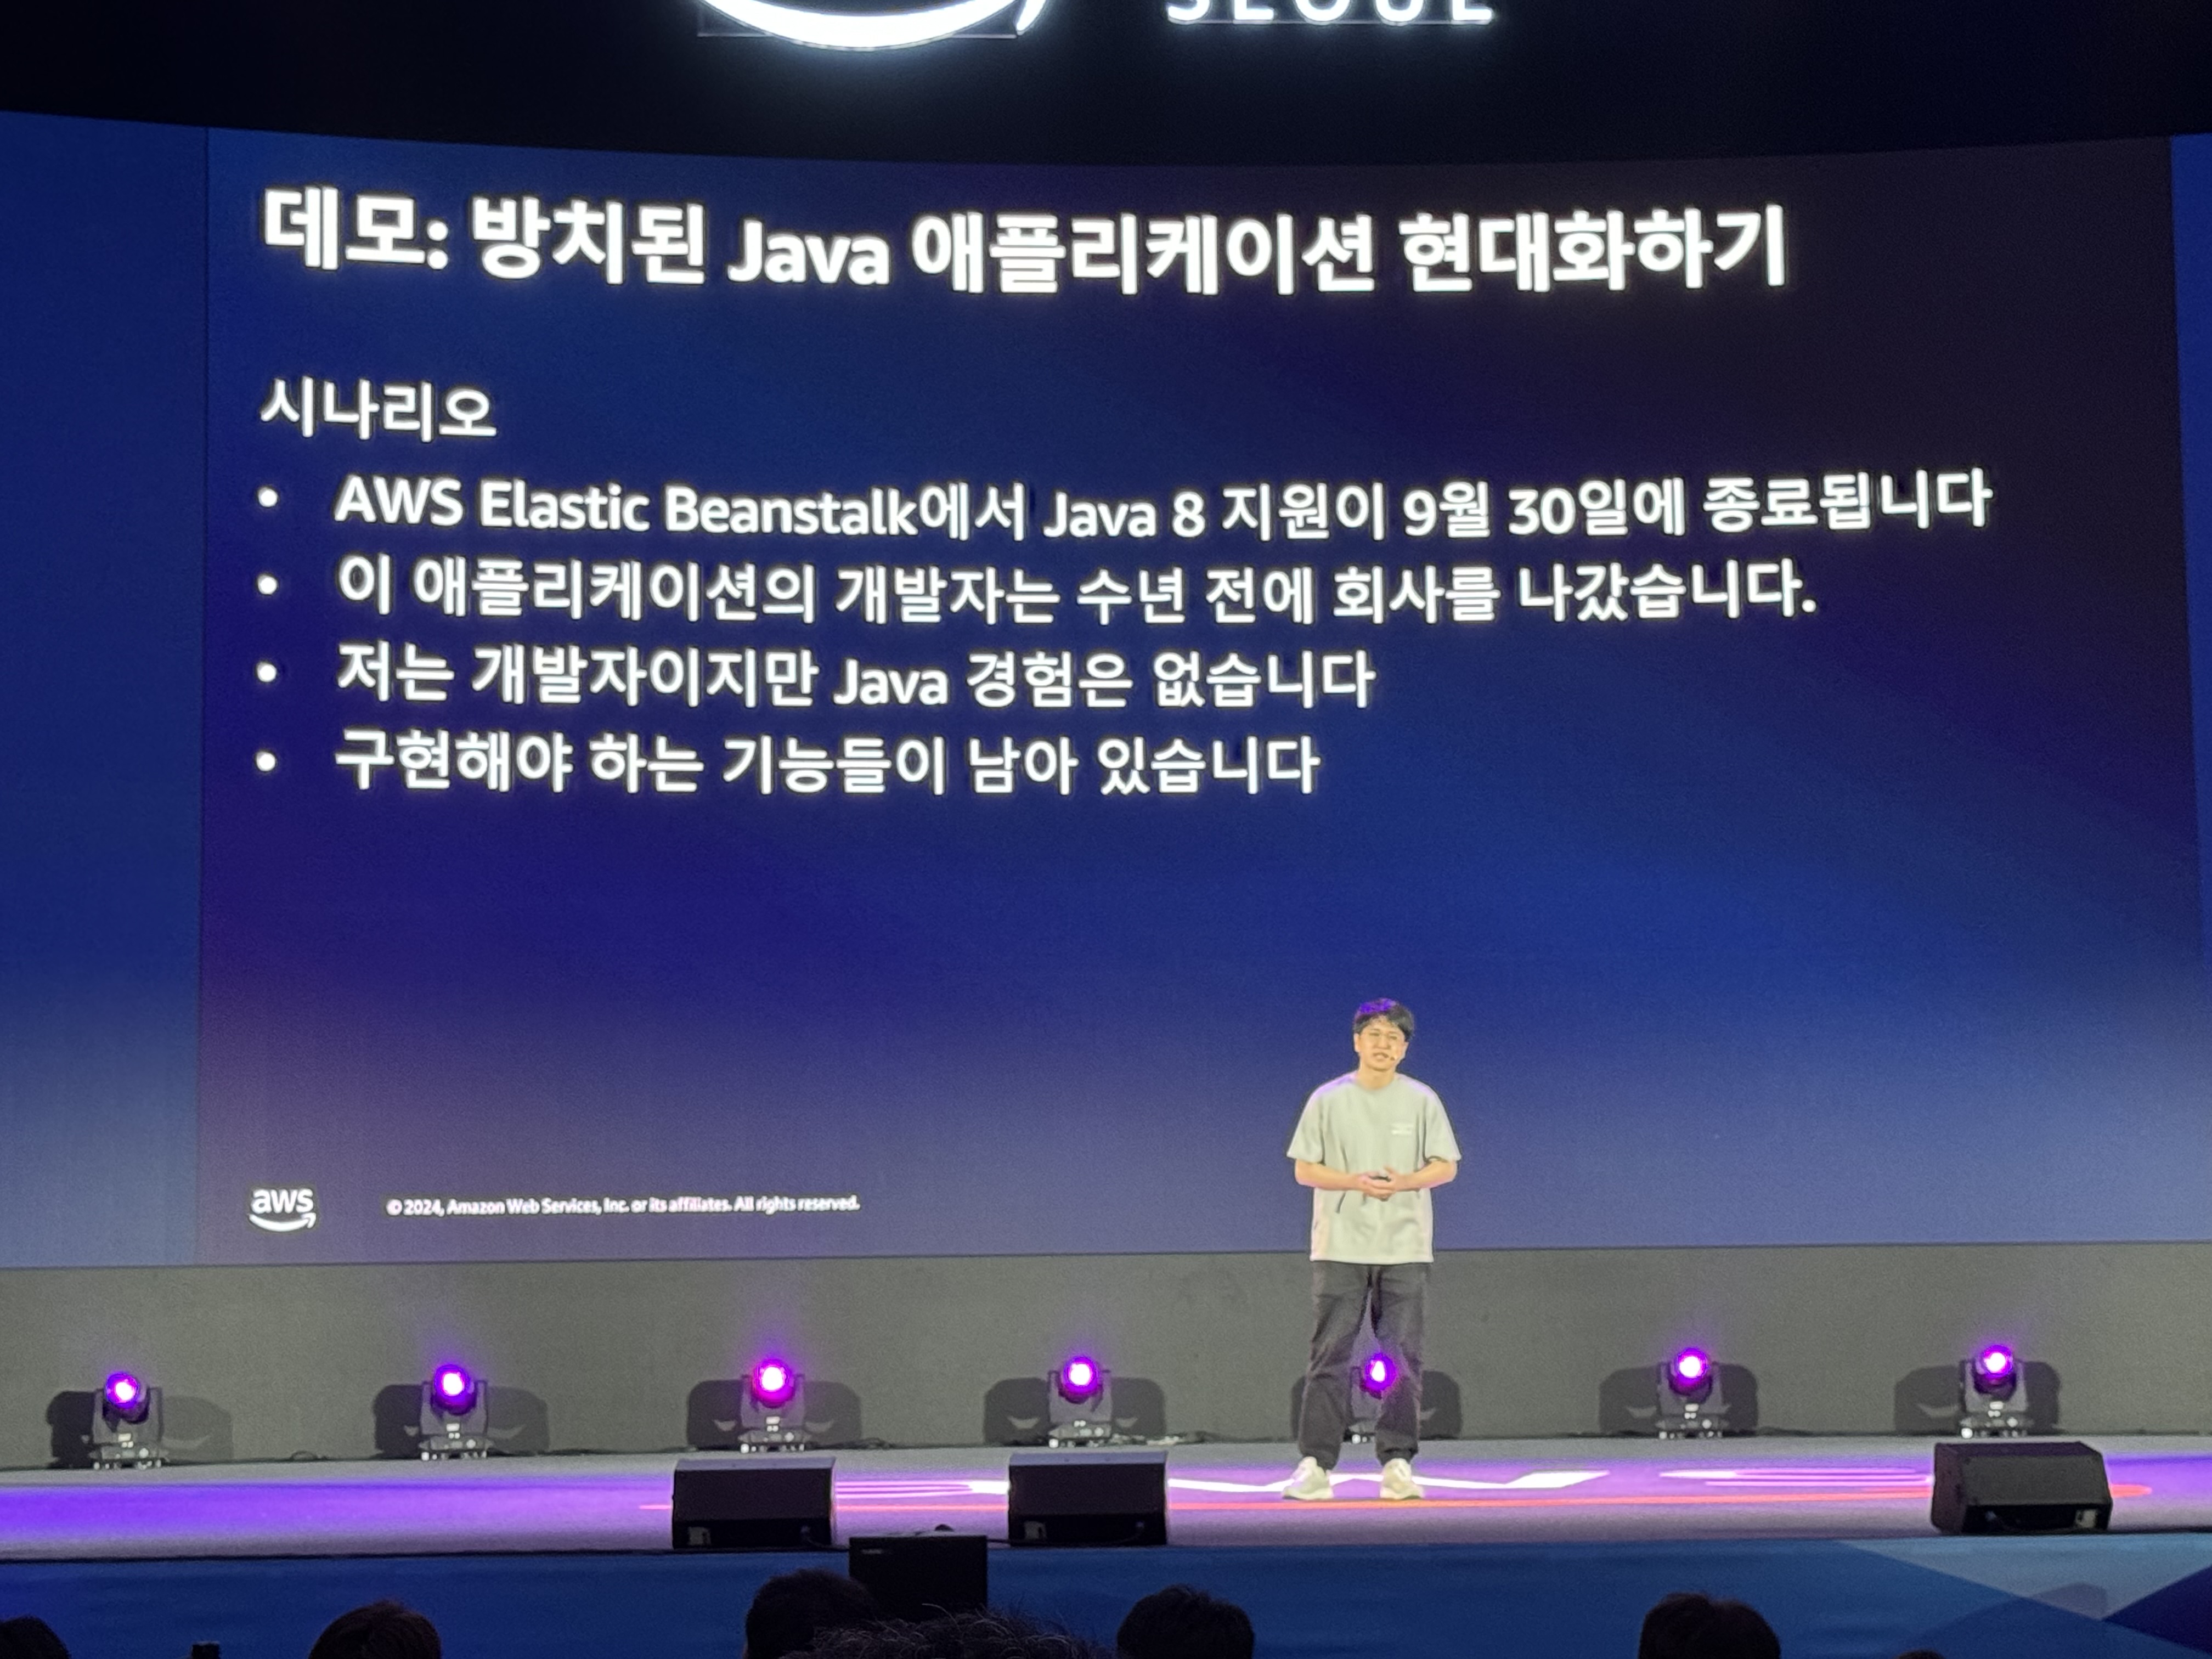 SEOUL
데모: 방치된 Java 애플리케이션 현대화하기
시나리오
• AWS Elastic Beanstalk에서 Java 8 지원이 9월 30일에 종료됩니다
• 이 애플리케이션의 개발자는 수년 전에 회사를 나갔습니다.
• 저는 개발자이지만 Java 경험은 없습니다
• 구현해야 하는 기능들이 남아 있습니다
aws
© 2024, Amazon Web Services, Inc. or its affiliates. All rights reserved.